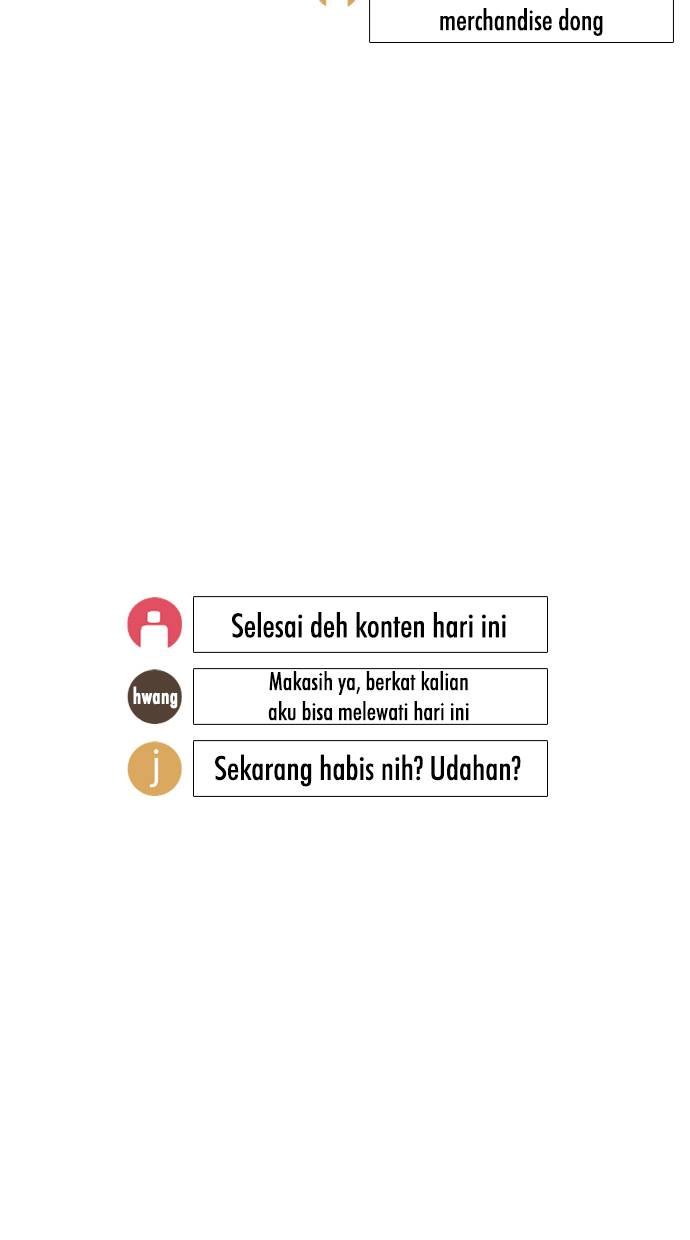 merchandise dong
Selesai deh konten hari ini
hwang
Makasih ya, berkat kalian
aku bisa melewati hari ini
j
Sekarang habis nih? Udahan?